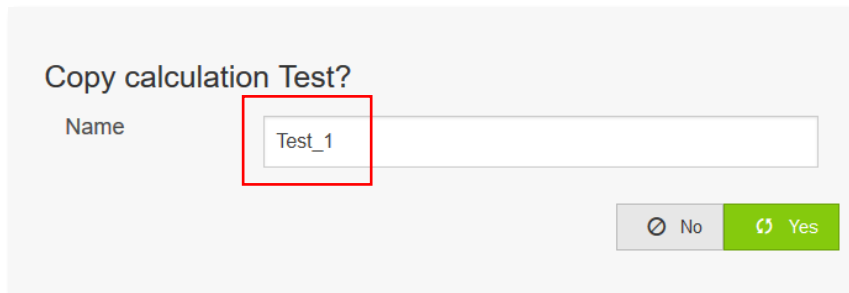 Copy calculation Test?
Name
Test_1
No
Yes